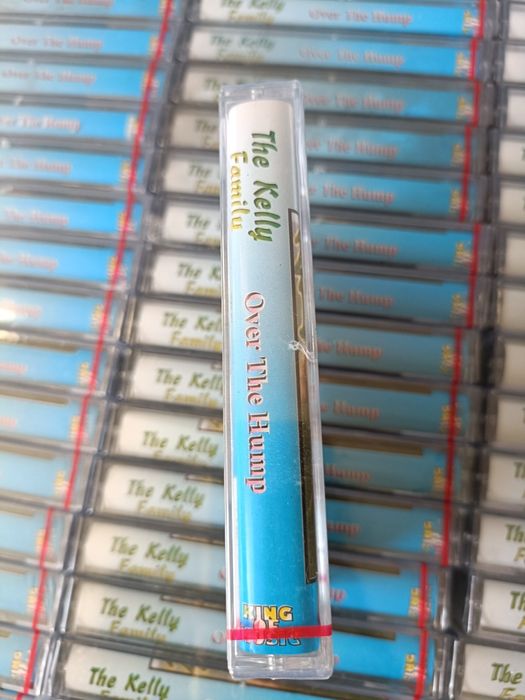 The Kelly
Family
Over The Hump
KING
OF
MUSIC